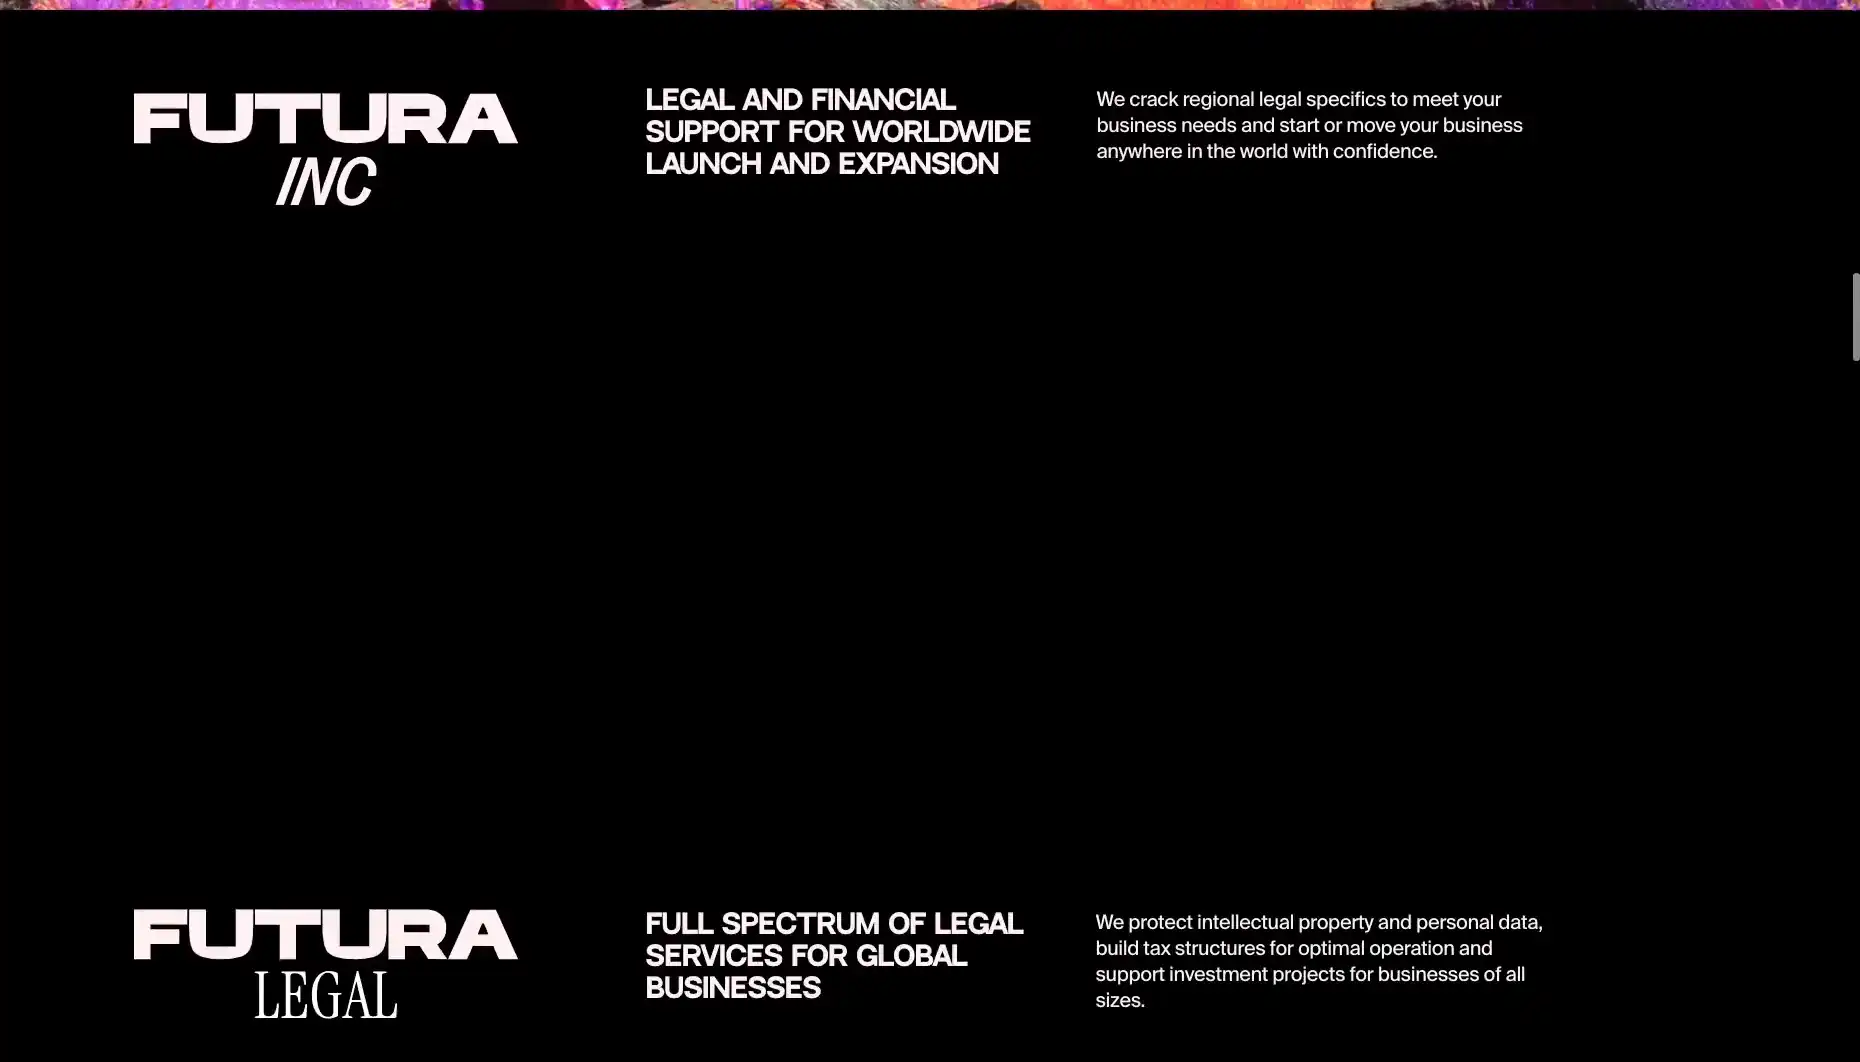 FUTURA
INC
LEGAL AND FINANCIAL
SUPPORT FOR WORLDWIDE
LAUNCH AND EXPANSION
We crack regional legal specifics to meet your
business needs and start or move your business
anywhere in the world with confidence.
FUTURA
LEGAL
FULL SPECTRUM OF LEGAL
SERVICES FOR GLOBAL
BUSINESSES
We protect intellectual property and personal data,
build tax structures for optimal operation and
support investment projects for businesses of all
sizes.